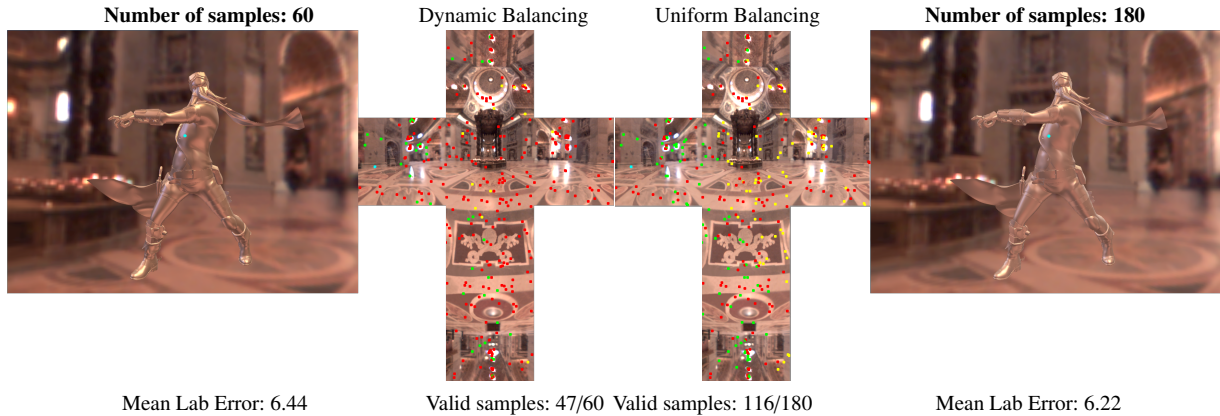 Number of samples: 60
Dynamic Balancing
Uniform Balancing
Number of samples: 180
Mean Lab Error: 6.44
Valid samples: 47/60
Valid samples: 116/180
Mean Lab Error: 6.22